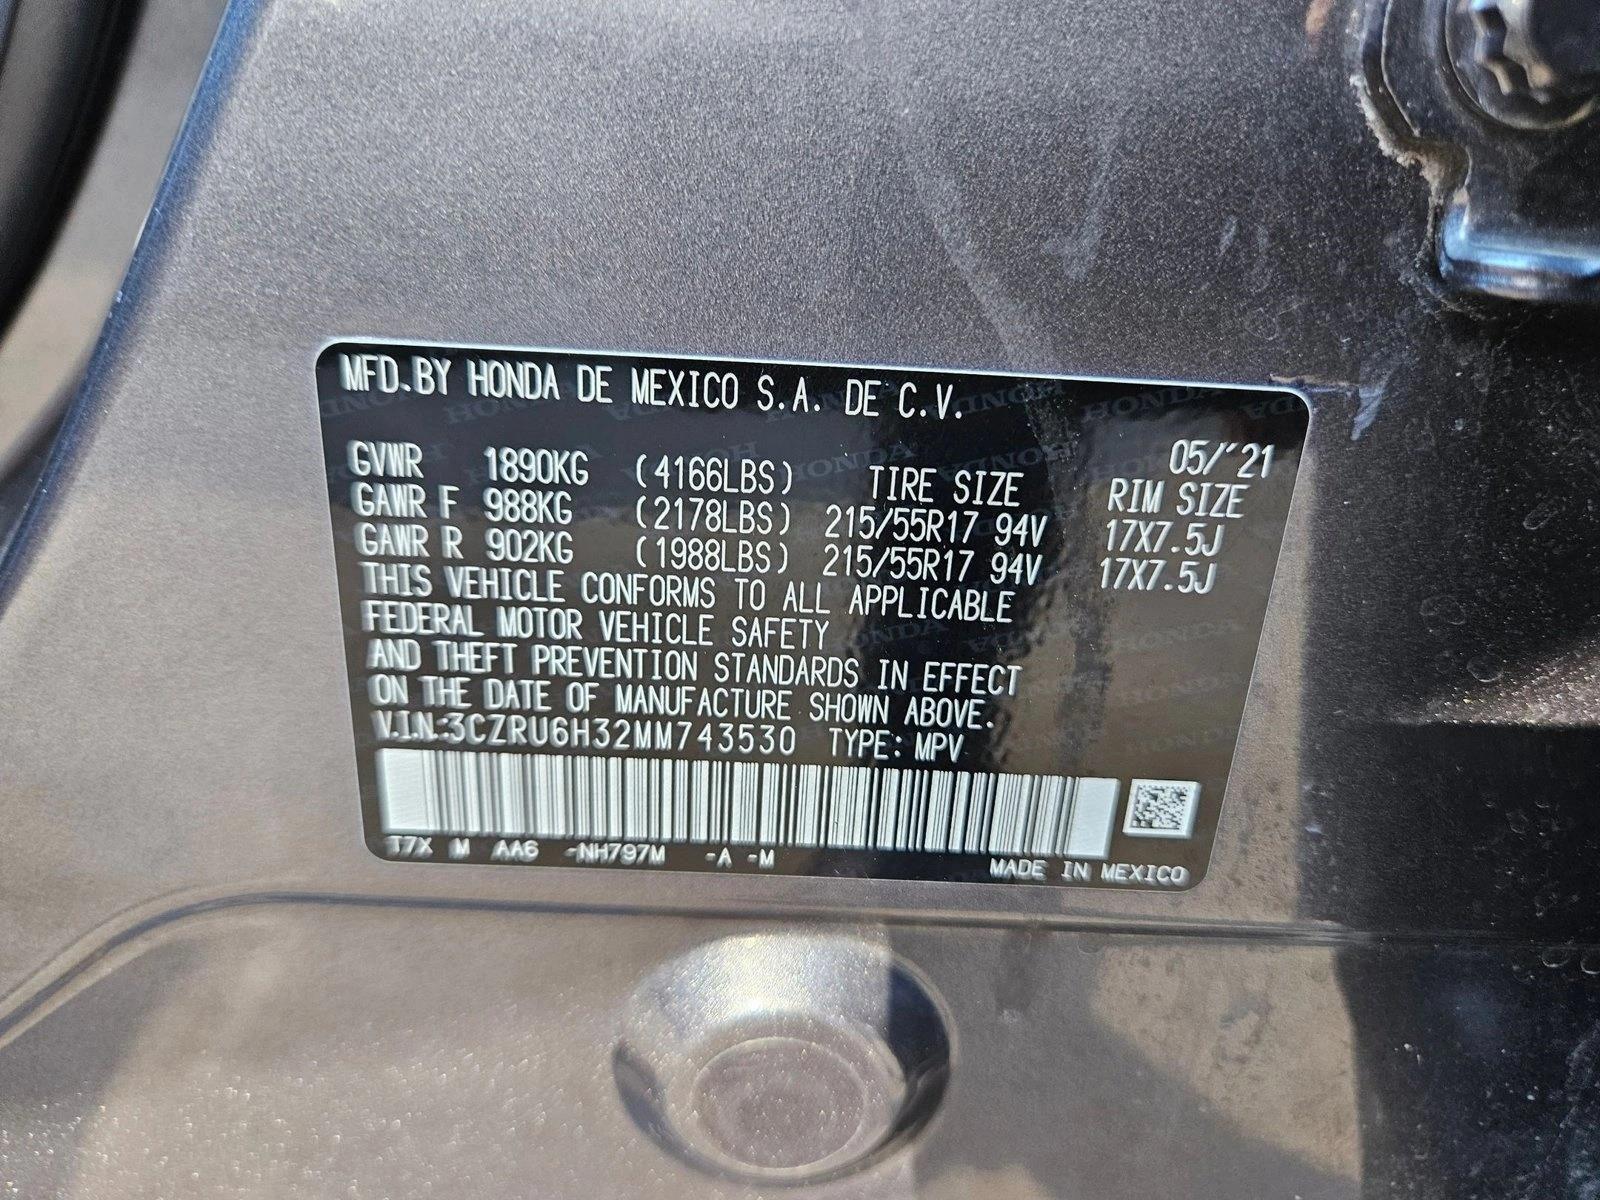 MFD.BY HONDA DE MEXICO S.A. DE C.V.
05/'21
GVWR 1890KG (4166LBS) TIRE SIZE RIM SIZE
GAWR F 988KG (2178LBS) 215/55R17 94V 17X7.5J
GAWR R 902KG (1988LBS) 215/55R17 94V 17X7.5J
THIS VEHICLE CONFORMS TO ALL APPLICABLE
FEDERAL MOTOR VEHICLE SAFETY
AND THEFT PREVENTION STANDARDS IN EFFECT
ON THE DATE OF MANUFACTURE SHOWN ABOVE.
V.I.N.:3CZRU6H32MM743530 TYPE: MPV
T7X M AA6 -NH797M -A -M
MADE IN MEXICO